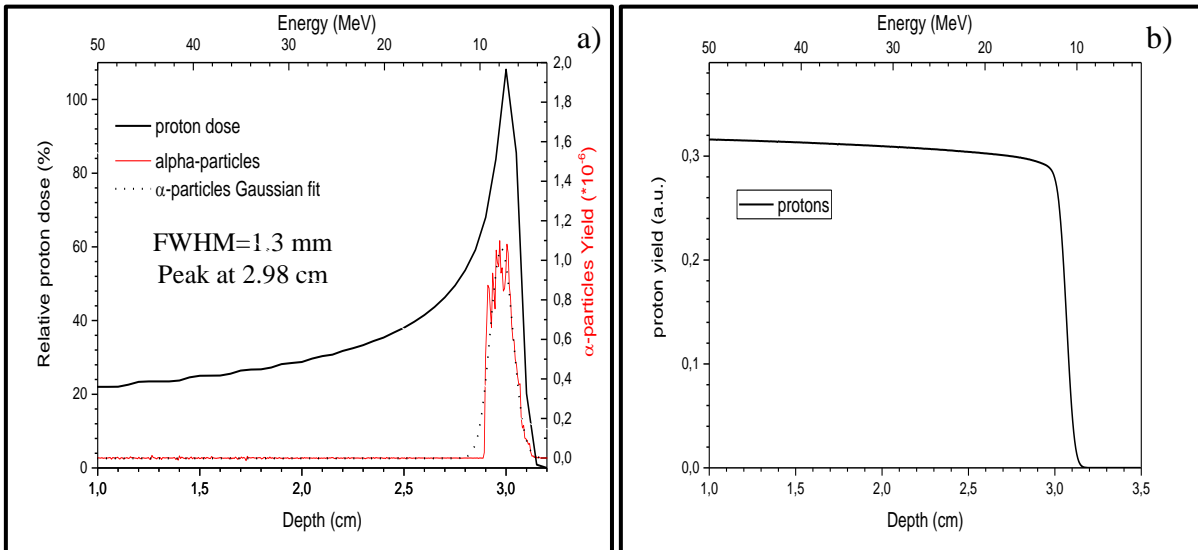 Energy (MeV)
50 40 30 20 10
a)
Relative proton dose (%)
100
80
60
40
20
0
proton dose
alpha-particles
α-particles Gaussian fit
FWHM=1.3 mm
Peak at 2.98 cm
2,0
1,8
1,6
1,4
1,2
1,0
0,8
0,6
0,4
0,2
0,0
α-particles Yield (*10⁻⁶)
1,0 1,5 2,0 2,5 3,0
Depth (cm)
Energy (MeV)
50 40 30 20 10
b)
proton yield (a.u.)
0,3
0,2
0,1
0,0
protons
1,0 1,5 2,0 2,5 3,0 3,5
Depth (cm)